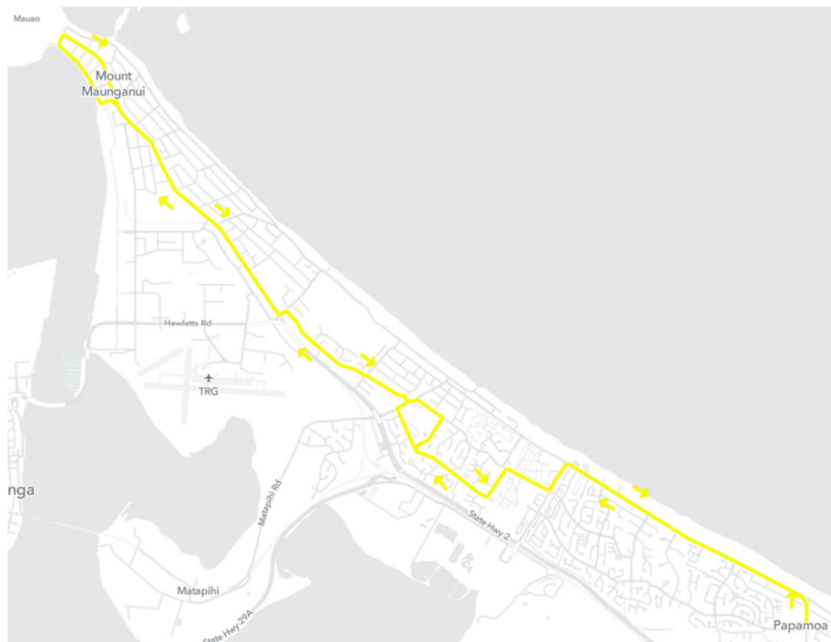 Mauao
Mount
Maunganui
Hewletts Rd
TRG
nga
Matapihi Rd
State Hwy 2
Matapihi
State Hwy 29A
Papamoa